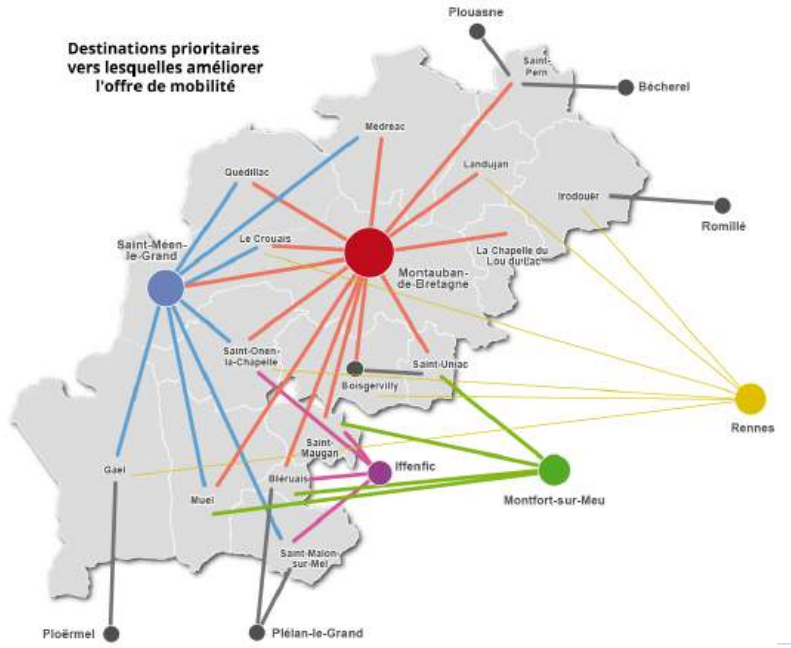 Plouasne
Destinations prioritaires
vers lesquelles améliorer
l'offre de mobilité
Saint-
Pern
Bécherel
Médréac
Landujan
Quédillac
Irodouër
Romillé
Le Crouais
Saint-Méen-
le-Grand
La Chapelle du
Lou du Lac
Montauban-
de-Bretagne
Saint-Onen-
la-Chapelle
Saint-Uniac
Boisgervilly
Rennes
Saint-
Maugan
Iffenfic
Gael
Bléruais
Muel
Montfort-sur-Meu
Saint-Malon-
sur-Mel
Ploërmel
Plélan-le-Grand